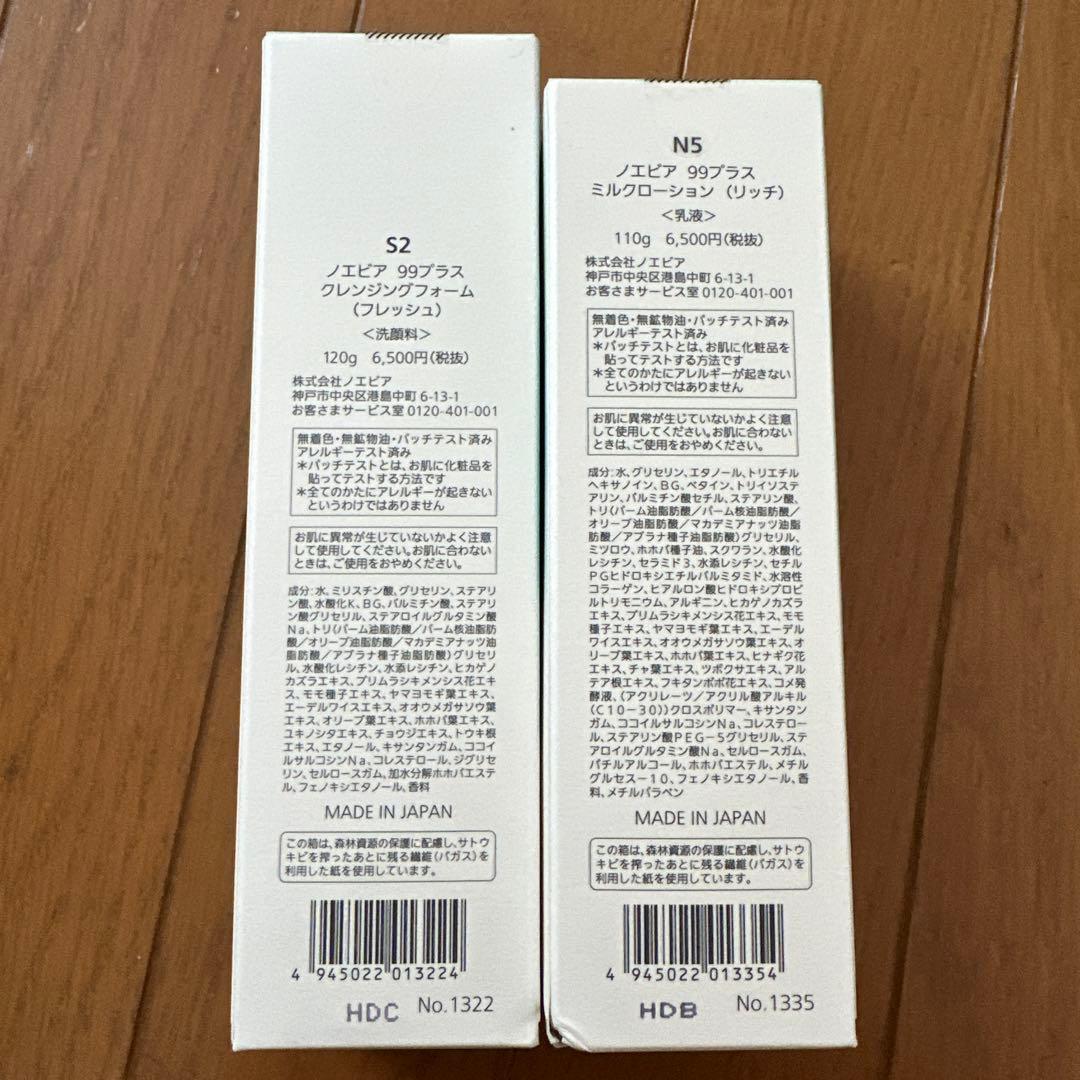 S2
ノエビア 99プラス
クレンジングフォーム
（フレッシュ）
＜洗顔料＞
120g 6,500円（税抜）
株式会社ノエビア
神戸市中央区港島中町6-13-1
お客さまサービス室0120-401-001
無着色・無鉱物油・パッチテスト済み
アレルギーテスト済み
＊パッチテストとは、お肌に化粧品を
貼ってテストする方法です
＊全てのかたにアレルギーが起きない
というわけではありません
お肌に異常が生じていないかよく注意
して使用してください。お肌に合わない
ときは、ご使用をおやめください。
成分：水、ミリスチン酸、グリセリン、ステアリ
ン酸、水酸化K、BG、パルミチン酸、ステアリ
ン酸グリセリル、ステアロイルグルタミン酸
Na、トリ（パーム油脂肪酸／パーム核油脂肪酸
／オリーブ油脂肪酸／マカデミアナッツ油脂
肪酸／アブラナ種子油脂肪酸）グリセリ
ル、水酸化レシチン、水添レシチン、ヒカゲノ
カズラエキス、プリムラシキメンシス花エキ
ス、モモ種子エキス、ヤマヨモギ葉エキス、
エーデルワイスエキス、オオウメガサソウ葉
エキス、オリーブ葉エキス、ホホバ葉エキス、
ユキノシタエキス、チョウジエキス、トウキ根
エキス、エタノール、キサンタンガム、ココイ
ルサルコシンNa、コレステロール、ジグリセ
リン、セルロースガム、加水分解ホホバエステ
ル、フェノキシエタノール、香料
MADE IN JAPAN
この箱は、森林資源の保護に配慮し、サトウ
キビを搾ったあとに残る繊維（バガス）を
利用した紙を使用しています。
4 945022 013224
HDC No.1322
N5
ノエビア 99プラス
ミルクローション（リッチ）
＜乳液＞
110g 6,500円（税抜）
株式会社ノエビア
神戸市中央区港島中町6-13-1
お客さまサービス室0120-401-001
無着色・無鉱物油・パッチテスト済み
アレルギーテスト済み
＊パッチテストとは、お肌に化粧品を
貼ってテストする方法です
＊全てのかたにアレルギーが起きない
というわけではありません
お肌に異常が生じていないかよく注意
して使用してください。お肌に合わない
ときは、ご使用をおやめください。
成分：水、グリセリン、エタノール、トリエチル
ヘキサノイン、BG、ベタイン、トリイソステ
アリン、パルミチン酸セチル、ステアリン酸、
トリ（パーム油脂肪酸／パーム核油脂肪酸／
オリーブ油脂肪酸／マカデミアナッツ油脂
肪酸／アブラナ種子油脂肪酸）グリセリル、
ミツロウ、ホホバ種子油、スクワラン、水酸化
レシチン、セラミド3、水添レシチン、セチル
PGヒドロキシエチルパルミタミド、水溶性
コラーゲン、ヒアルロン酸ヒドロキシプロピ
ルトリモニウム、アルギニン、ヒカゲノカズラ
エキス、プリムラシキメンシス花エキス、モモ
種子エキス、ヤマヨモギ葉エキス、エーデル
ワイスエキス、オオウメガサソウ葉エキス、オ
リーブ葉エキス、ホホバ葉エキス、ヒナギク花
エキス、チャ葉エキス、ツボクサエキス、アル
テア根エキス、フキタンポポ花エキス、コメ発
酵液、（アクリレーツ／アクリル酸アルキル
（C10－30））クロスポリマー、キサンタン
ガム、ココイルサルコシンNa、コレステロー
ル、ステアリン酸PEG－5グリセリル、ステ
アロイルグルタミン酸Na、セルロースガム、
バチルアルコール、ホホバエステル、メチル
グルセス－10、フェノキシエタノール、香
料、メチルパラベン
MADE IN JAPAN
この箱は、森林資源の保護に配慮し、サトウ
キビを搾ったあとに残る繊維（バガス）を
利用した紙を使用しています。
4 945022 013354
HDB No.1335